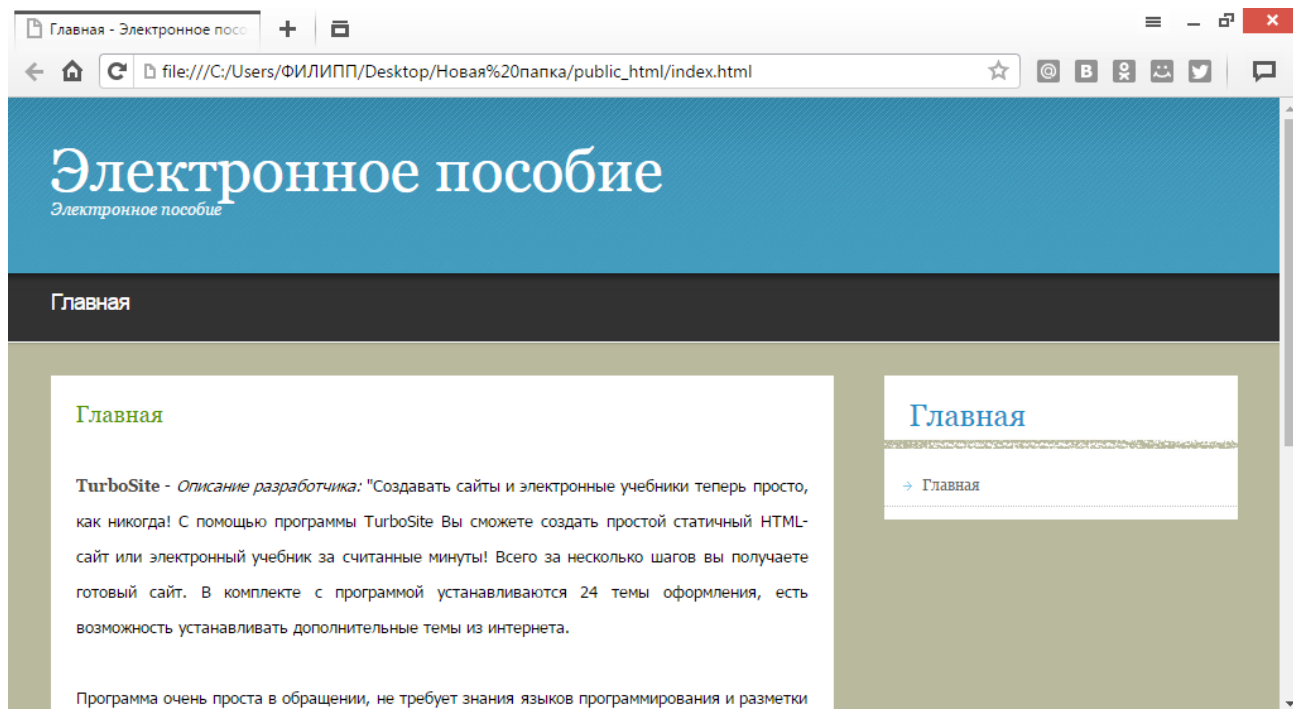 Главная - Электронное посо
file:///C:/Users/ФИЛИПП/Desktop/Новая%20папка/public_html/index.html
Электронное пособие
Электронное пособие
Главная
Главная
TurboSite - Описание разработчика: "Создавать сайты и электронные учебники теперь просто,
как никогда! С помощью программы TurboSite Вы сможете создать простой статичный HTML-
сайт или электронный учебник за считанные минуты! Всего за несколько шагов вы получаете
готовый сайт. В комплекте с программой устанавливаются 24 темы оформления, есть
возможность устанавливать дополнительные темы из интернета.
Программа очень проста в обращении, не требует знания языков программирования и разметки
Главная
Главная